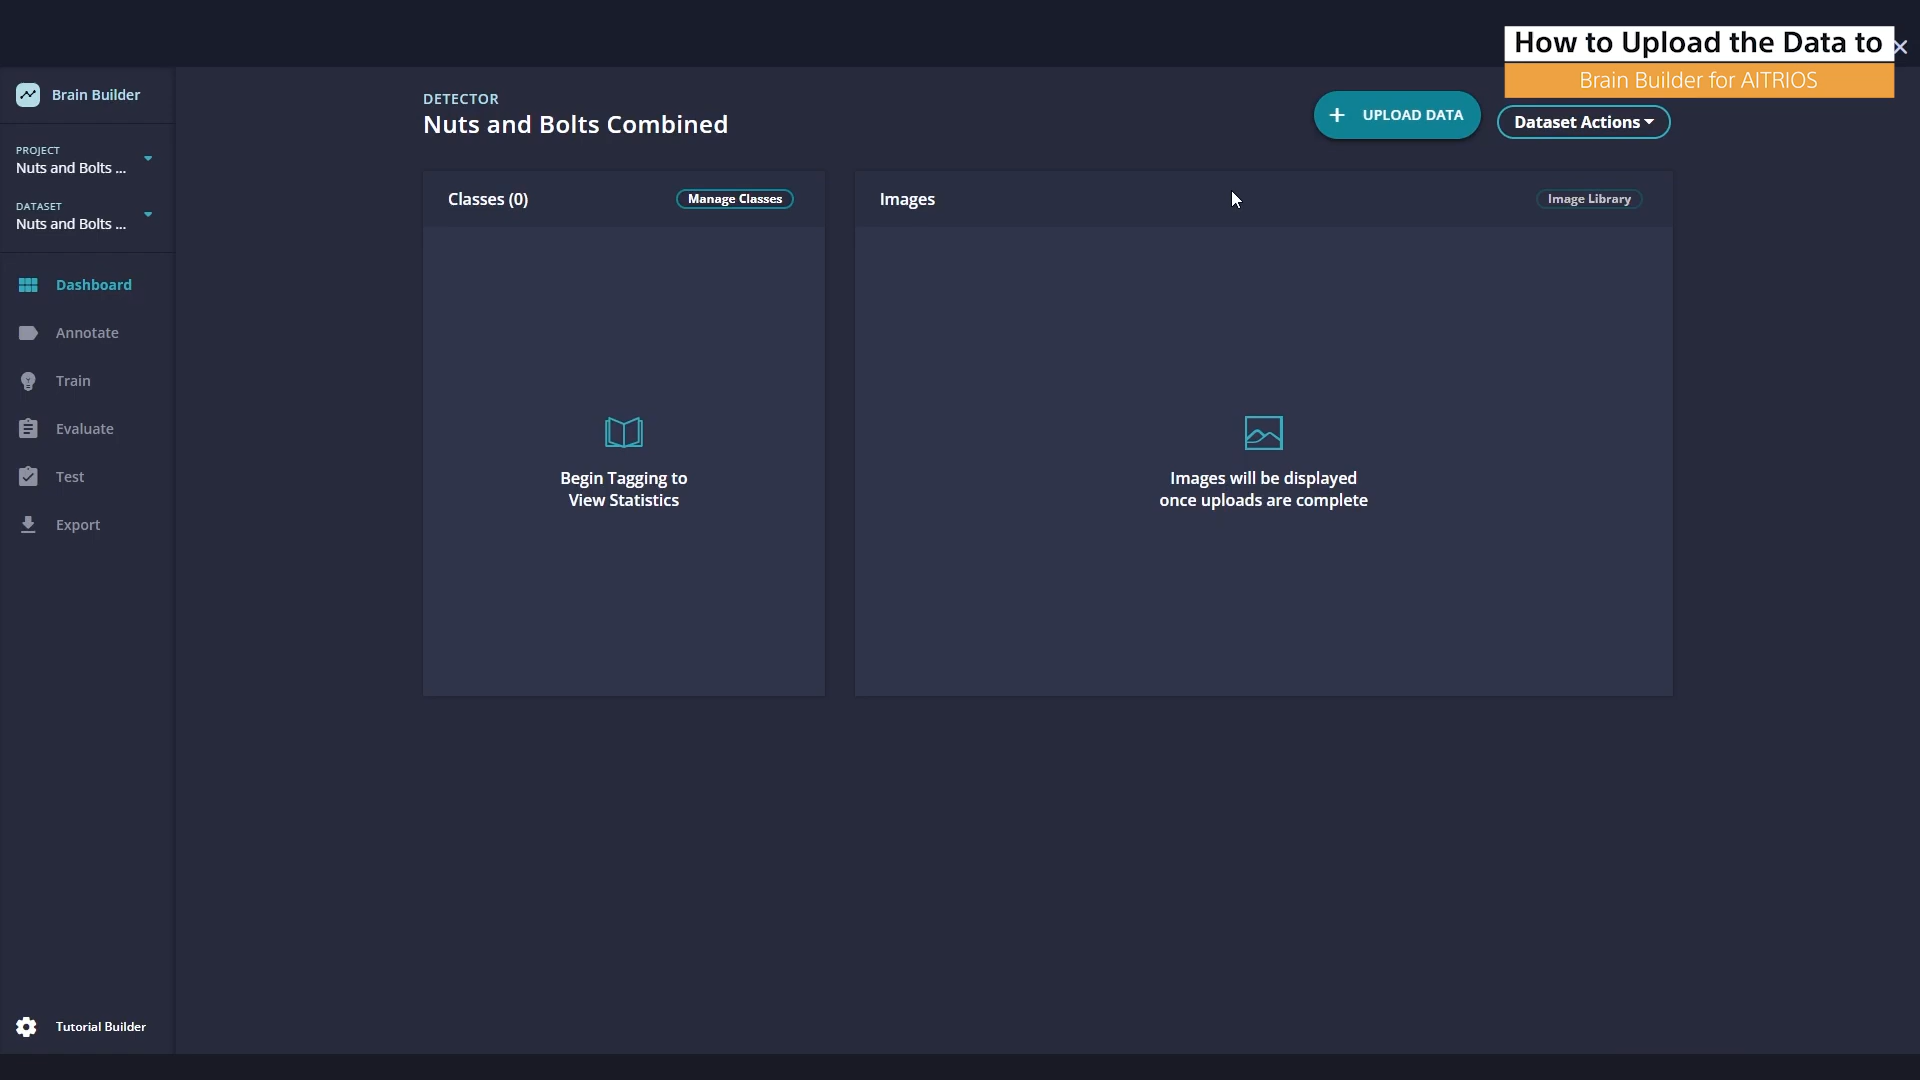 How to Upload the Data to
Brain Builder for AITRIOS
Brain Builder
PROJECT
Nuts and Bolts ...
DATASET
Nuts and Bolts ...
Dashboard
Annotate
Train
Evaluate
Test
Export
Tutorial Builder
DETECTOR
Nuts and Bolts Combined
UPLOAD DATA
Dataset Actions
Classes (0)
Manage Classes
Begin Tagging to
View Statistics
Images
Image Library
Images will be displayed
once uploads are complete